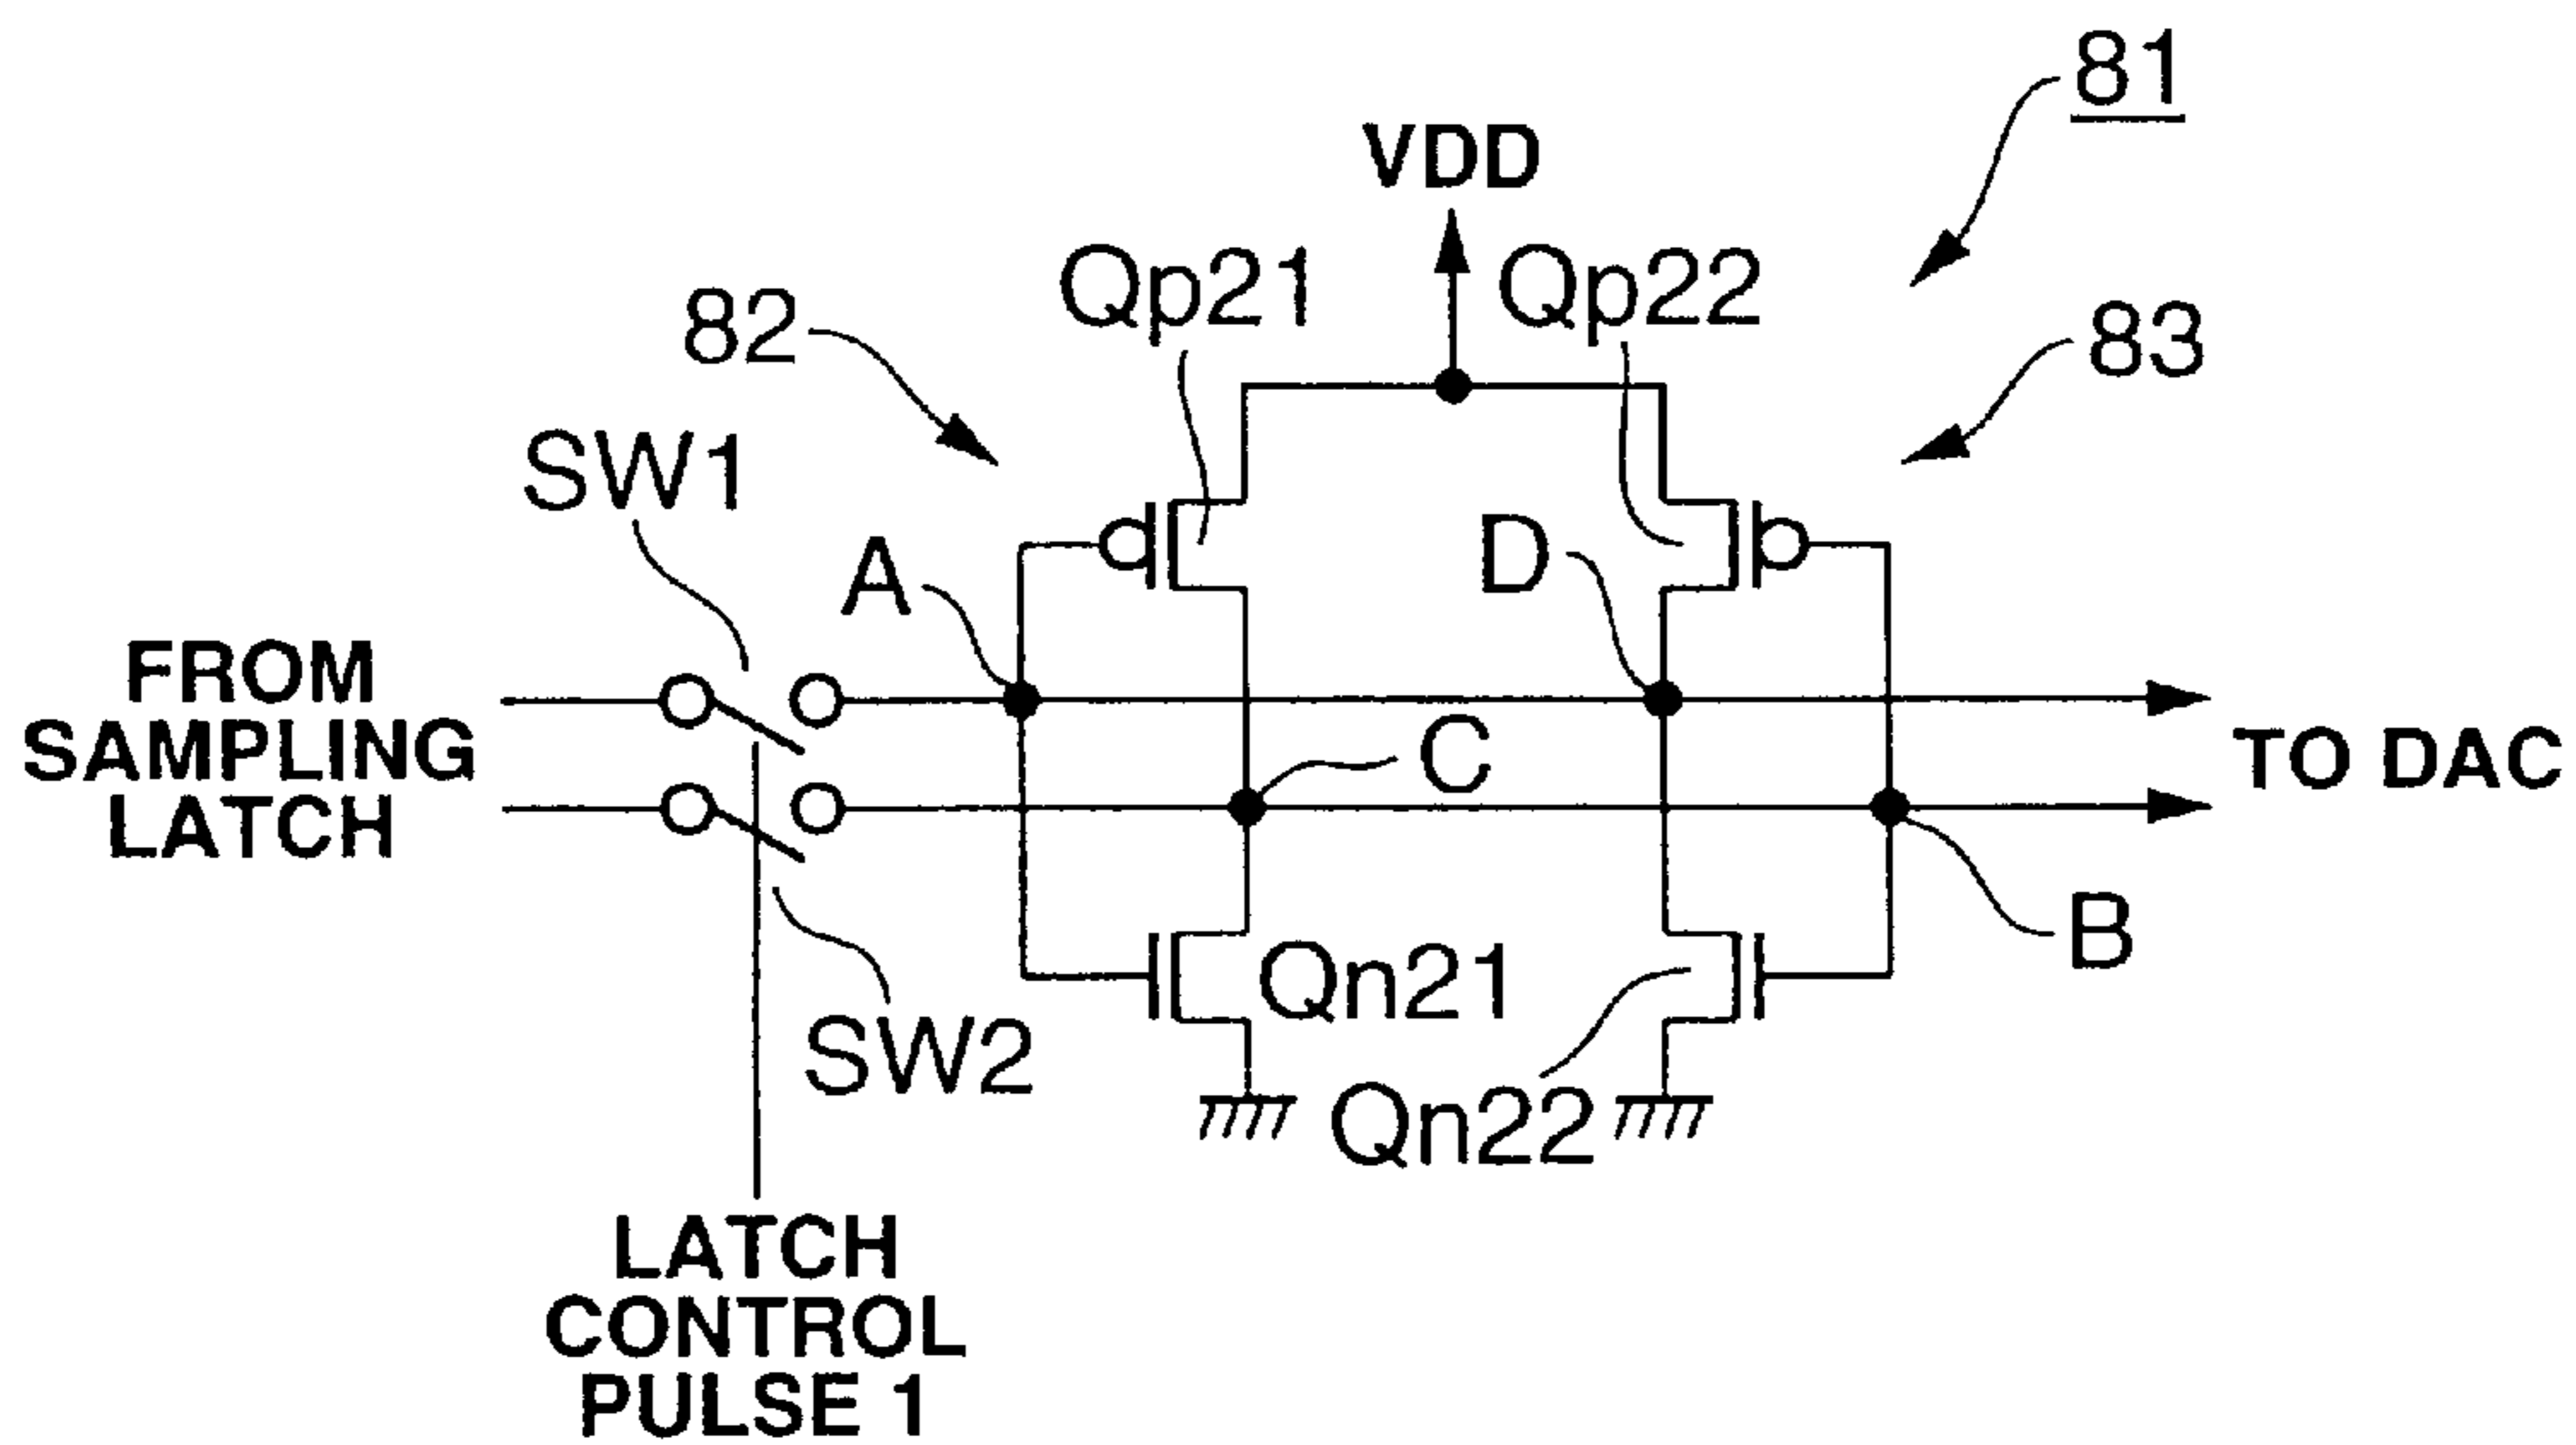 81
VDD
Qp21
Qp22
82
83
SW1
A
D
FROM
SAMPLING
LATCH
C
TO DAC
B
Qn21
SW2
Qn22
LATCH
CONTROL
PULSE 1